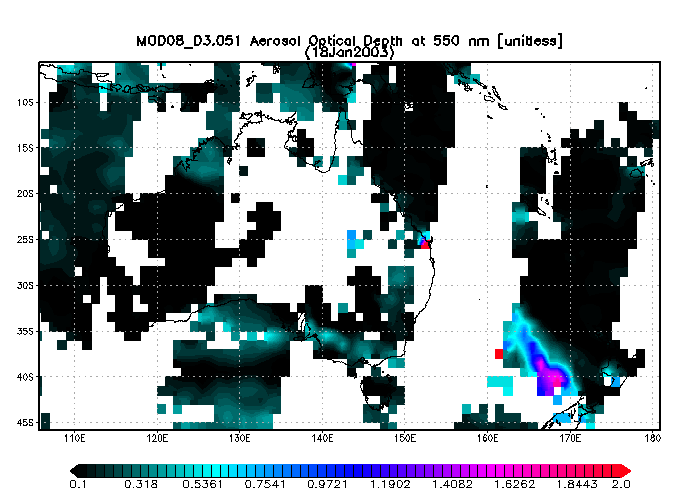 MOD08_D3.051 Aerosol Optical Depth at 550 nm [unitless]
(18Jan2003)
10S
15S
20S
25S
30S
35S
40S
45S
110E 120E 130E 140E 150E 160E 170E 180
0.1 0.318 0.5361 0.7541 0.9721 1.1902 1.4082 1.6262 1.8443 2.0